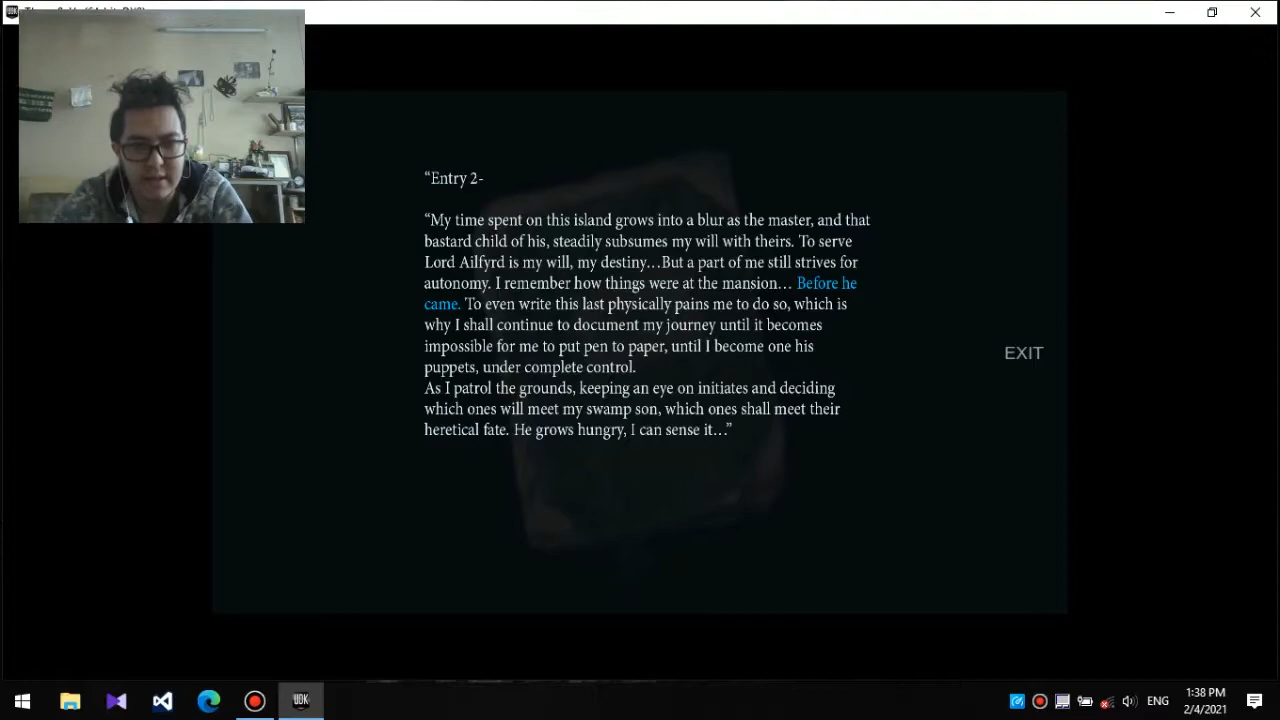 “Entry 2-
“My time spent on this island grows into a blur as the master, and that
bastard child of his, steadily subsumes my will with theirs. To serve
Lord Ailfyrd is my will, my destiny…But a part of me still strives for
autonomy. I remember how things were at the mansion… Before he
came. To even write this last physically pains me to do so, which is
why I shall continue to document my journey until it becomes
impossible for me to put pen to paper, until I become one his
puppets, under complete control.
As I patrol the grounds, keeping an eye on initiates and deciding
which ones will meet my swamp son, which ones shall meet their
heretical fate. He grows hungry, I can sense it…”
EXIT
UDK
ENG
1:38 PM
2/4/2021